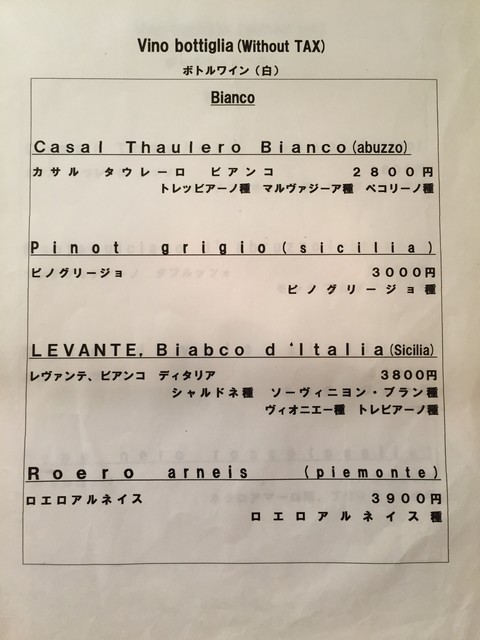 Vino bottiglia(Without TAX)
ボトルワイン（白）
Bianco
Casal Thaulero Bianco(abuzzo)
カサル タウレーロ ビアンコ 2800円
トレッビアーノ種 マルヴァジーア種 ペコリーノ種
Pinot grigio(sicilia)
ピノグリージョ 3000円
ピノグリージョ種
LEVANTE, Biabco d‘Italia(Sicilia)
レヴァンテ、ビアンコ ディタリア 3800円
シャルドネ種 ソーヴィニヨン・ブラン種
ヴィオニエー種 トレビアーノ種
Roero arneis (piemonte)
ロエロアルネイス 3900円
ロエロアルネイス種